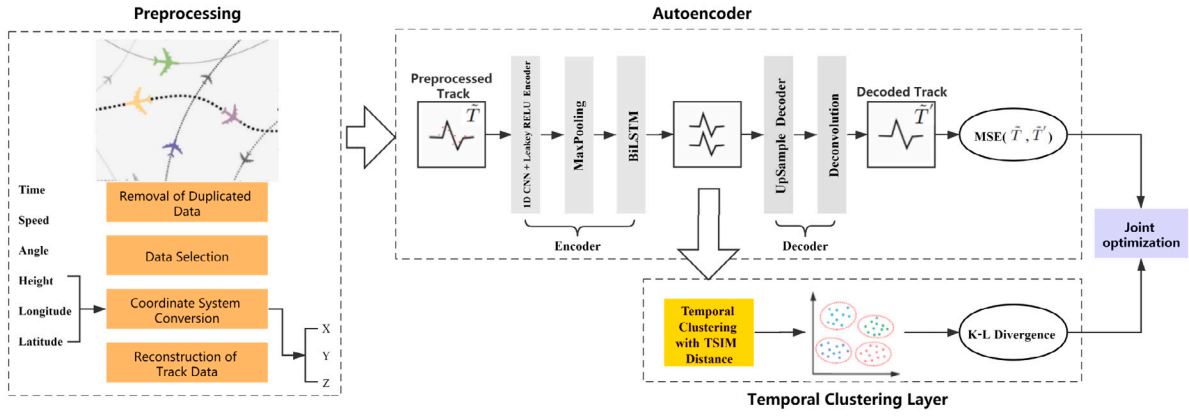 Preprocessing
Time
Speed
Angle
Height
Longitude
Latitude
Removal of Duplicated
Data
Data Selection
Coordinate System
Conversion
Reconstruction of
Track Data
X
Y
Z
Autoencoder
Preprocessed
Track
T̃
1D CNN + Leakey RELU Encoder
MaxPooling
BiLSTM
Encoder
UpSample Decoder
Deconvolution
Decoder
Decoded Track
T̃′
MSE( T̃ , T̃′ )
Joint
optimization
Temporal
Clustering
with TSIM
Distance
K-L Divergence
Temporal Clustering Layer